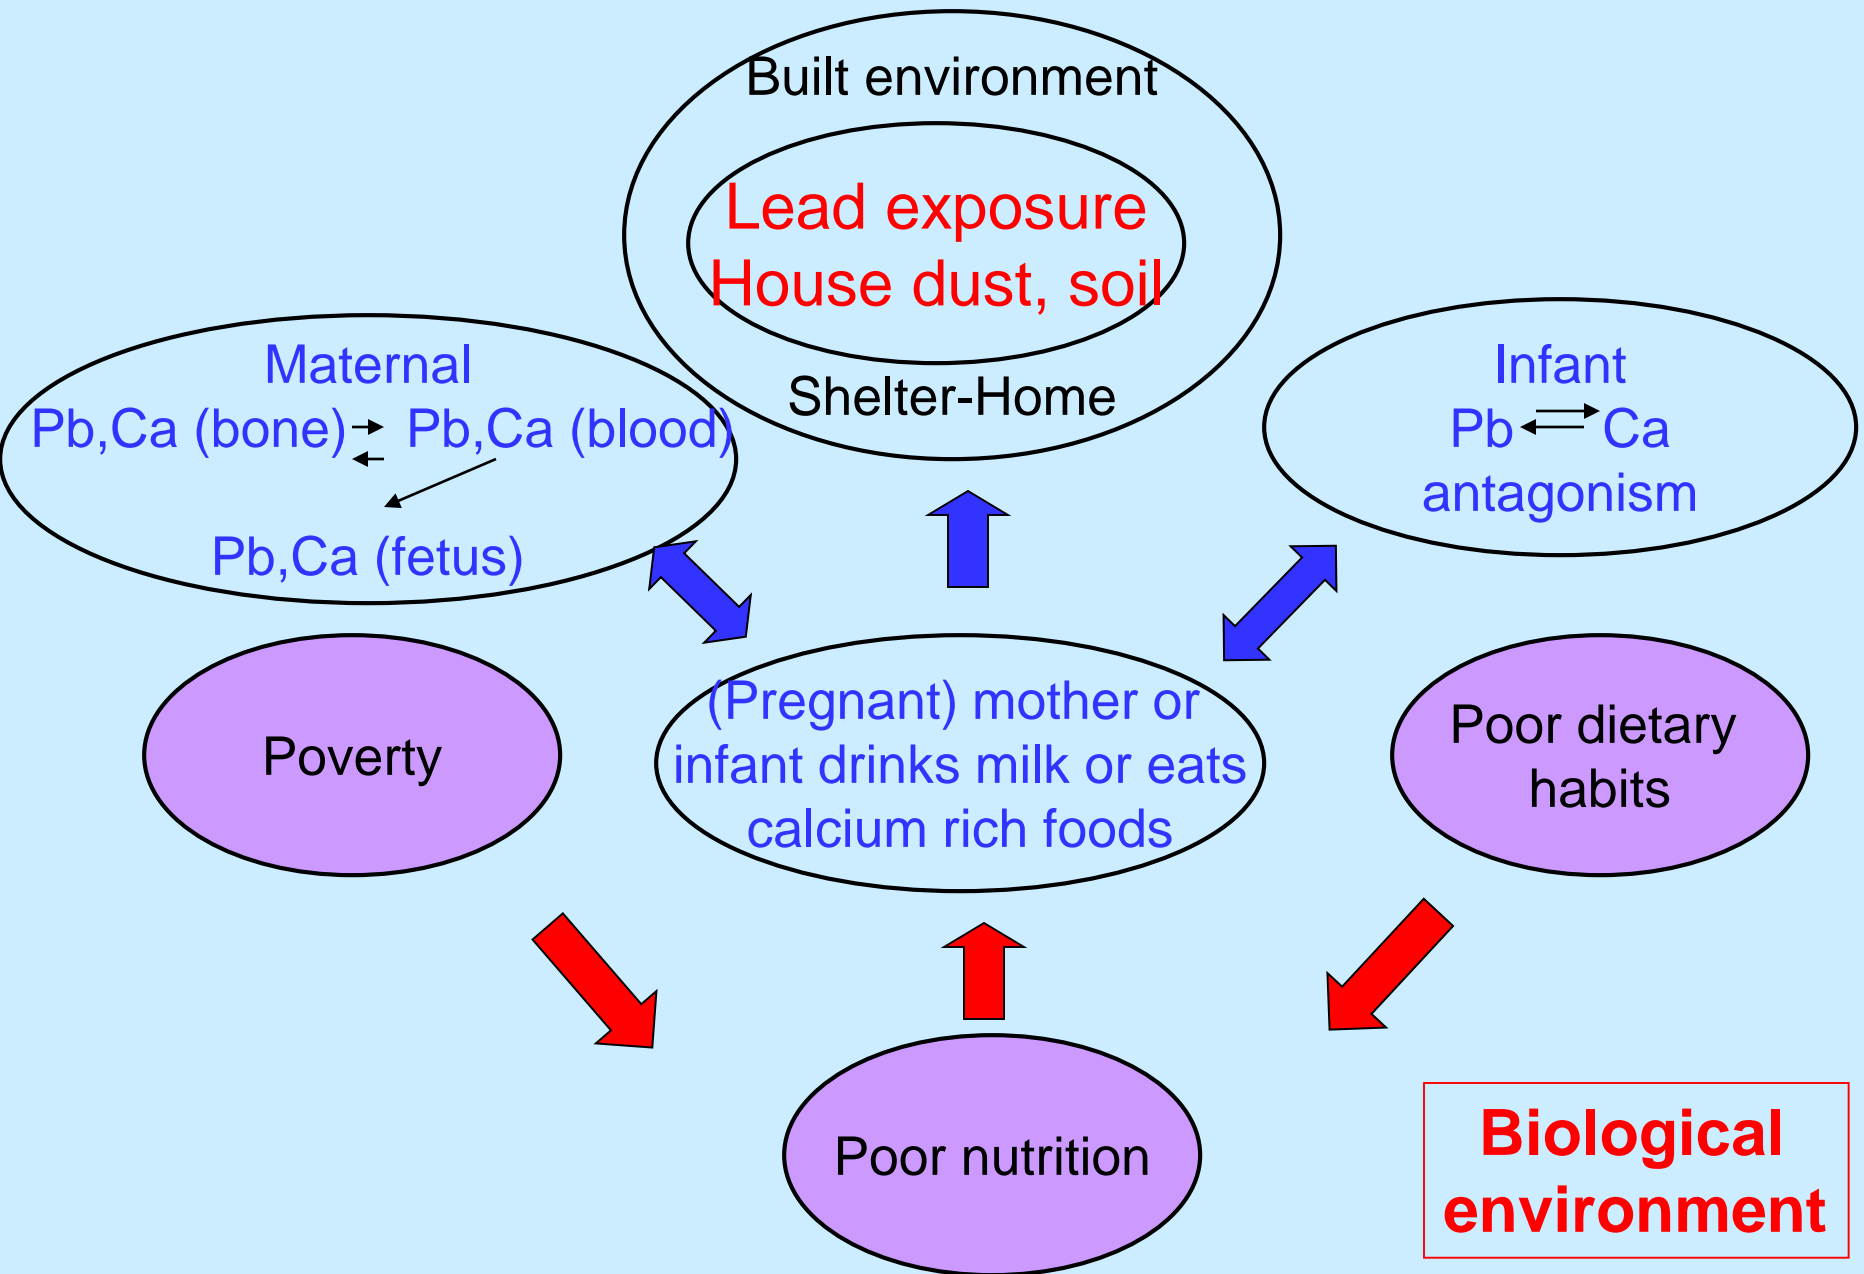 Built environment
Lead exposure
House dust, soil
Shelter-Home
Maternal
Pb,Ca (bone) Pb,Ca (blood)
Pb,Ca (fetus)
Infant
Pb Ca
antagonism
Poverty
(Pregnant) mother or
infant drinks milk or eats
calcium rich foods
Poor dietary
habits
Poor nutrition
Biological
environment